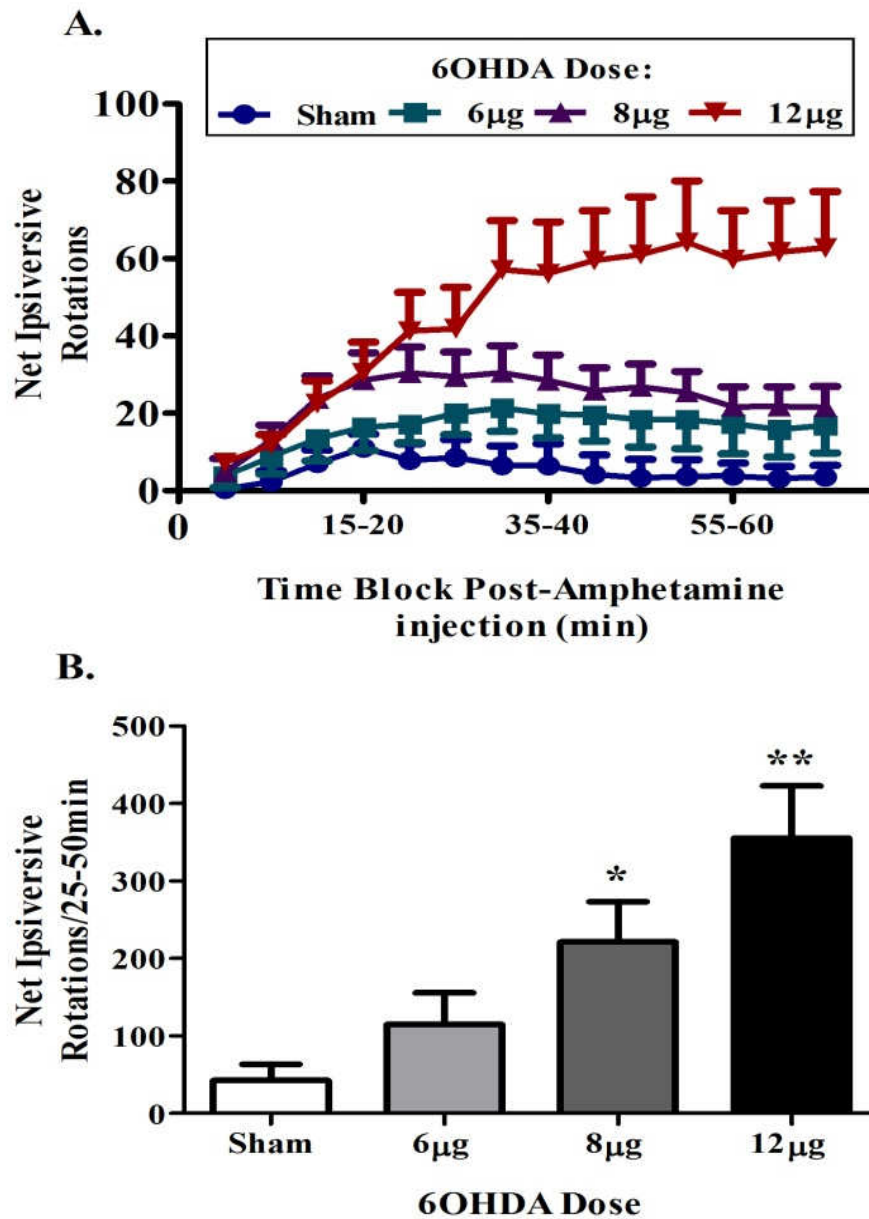 A.
6OHDA Dose:
Sham 6µg 8µg 12µg
100
80
60
40
20
0
Net Ipsiversive
Rotations
0 15-20 35-40 55-60
Time Block Post-Amphetamine
injection (min)
B.
500
400
300
200
100
0
Net Ipsiversive
Rotations/25-50min
* **
Sham 6µg 8µg 12µg
6OHDA Dose